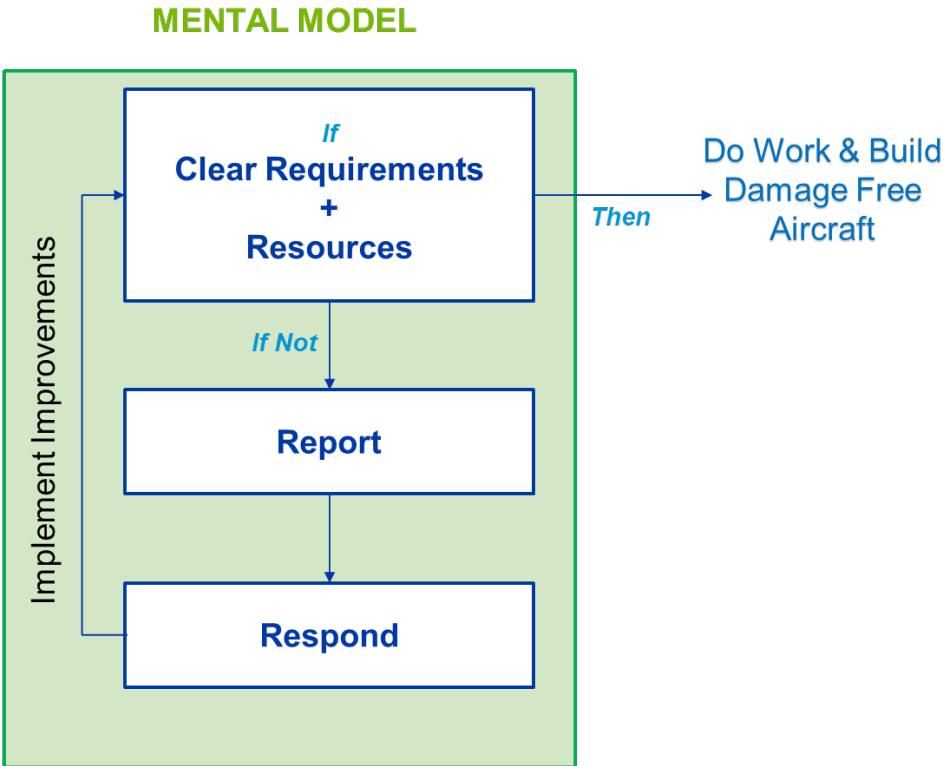 MENTAL MODEL
If
Clear Requirements
+
Resources
Then
Do Work & Build
Damage Free
Aircraft
If Not
Report
Respond
Implement Improvements